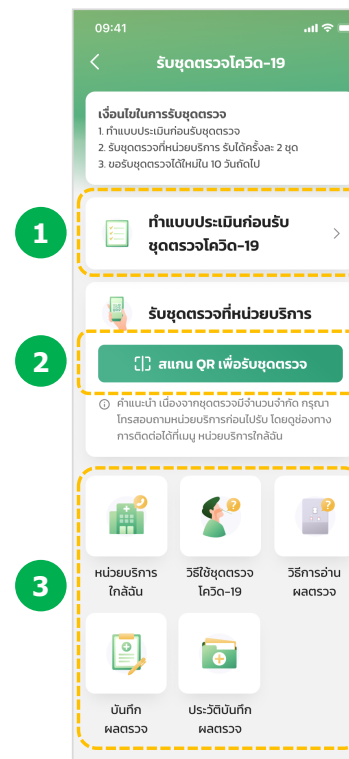 09:41
รับชุดตรวจโควิด-19
เงื่อนไขในการรับชุดตรวจ
1. ทำแบบประเมินก่อนรับชุดตรวจ
2. รับชุดตรวจที่หน่วยบริการ รับได้ครั้งละ 2 ชุด
3. ขอรับชุดตรวจได้ใหม่ใน 10 วันถัดไป
1
ทำแบบประเมินก่อนรับ
ชุดตรวจโควิด-19
รับชุดตรวจที่หน่วยบริการ
2
สแกน QR เพื่อรับชุดตรวจ
คำแนะนำ เนื่องจากชุดตรวจมีจำนวนจำกัด กรุณา
โทรสอบถามหน่วยบริการก่อนไปรับ โดยดูช่องทาง
การติดต่อได้ที่เมนู หน่วยบริการใกล้ฉัน
3
หน่วยบริการ
ใกล้ฉัน
วิธีใช้ชุดตรวจ
โควิด-19
วิธีการอ่าน
ผลตรวจ
บันทึก
ผลตรวจ
ประวัติบันทึก
ผลตรวจ